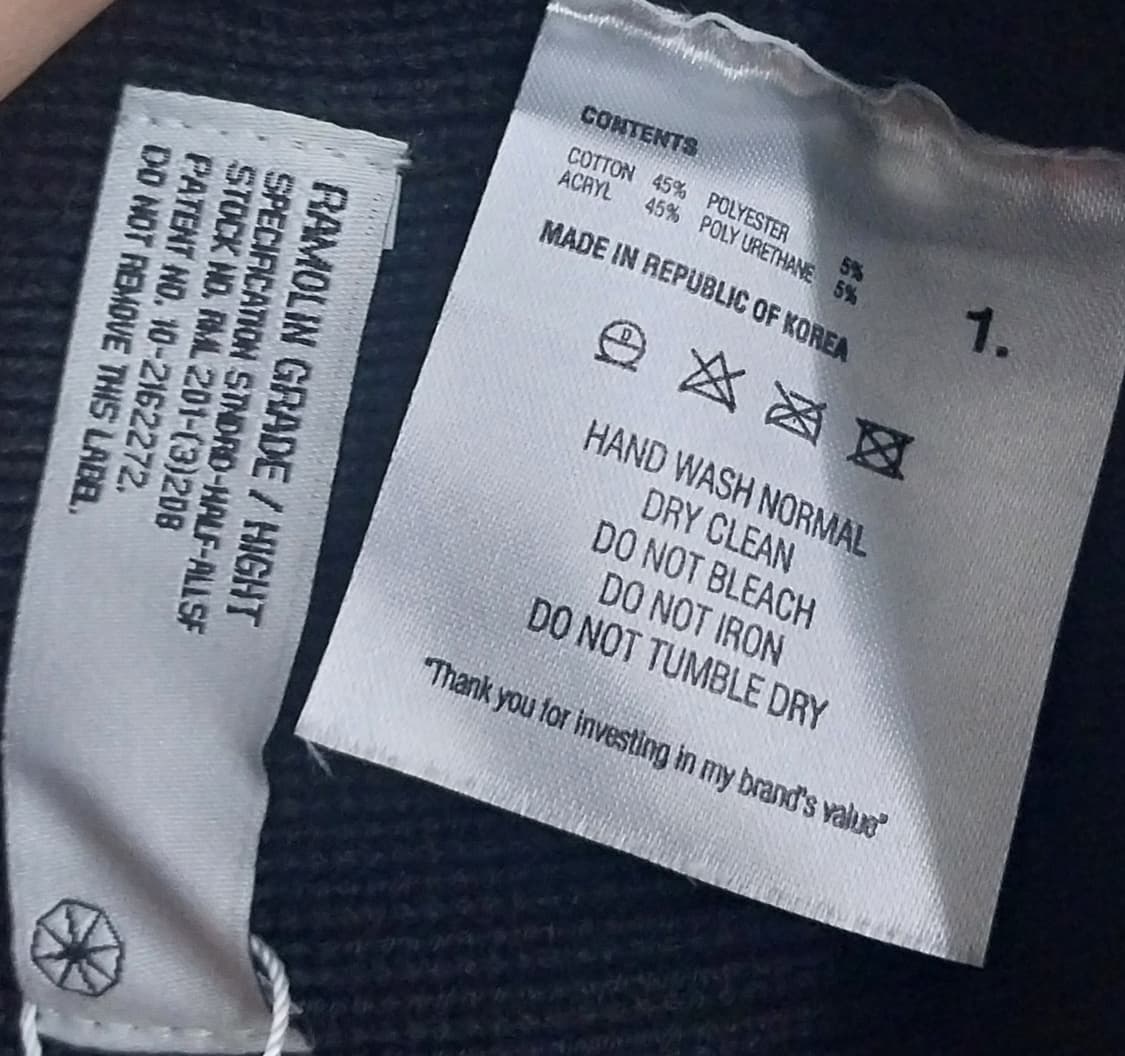 RAMOLIN GRADE / HIGHT
SPECIFICATION STNDRD-HALF-ALLSF
STOCK NO. RML 201-(3)20B
PATENT NO. 10-2162272.
DO NOT REMOVE THIS LABEL.
CONTENTS
COTTON 45% POLYESTER 5%
ACRYL 45% POLY URETHANE 5%
MADE IN REPUBLIC OF KOREA
1.
D
HAND WASH NORMAL
DRY CLEAN
DO NOT BLEACH
DO NOT IRON
DO NOT TUMBLE DRY
"Thank you for investing in my brand's value"